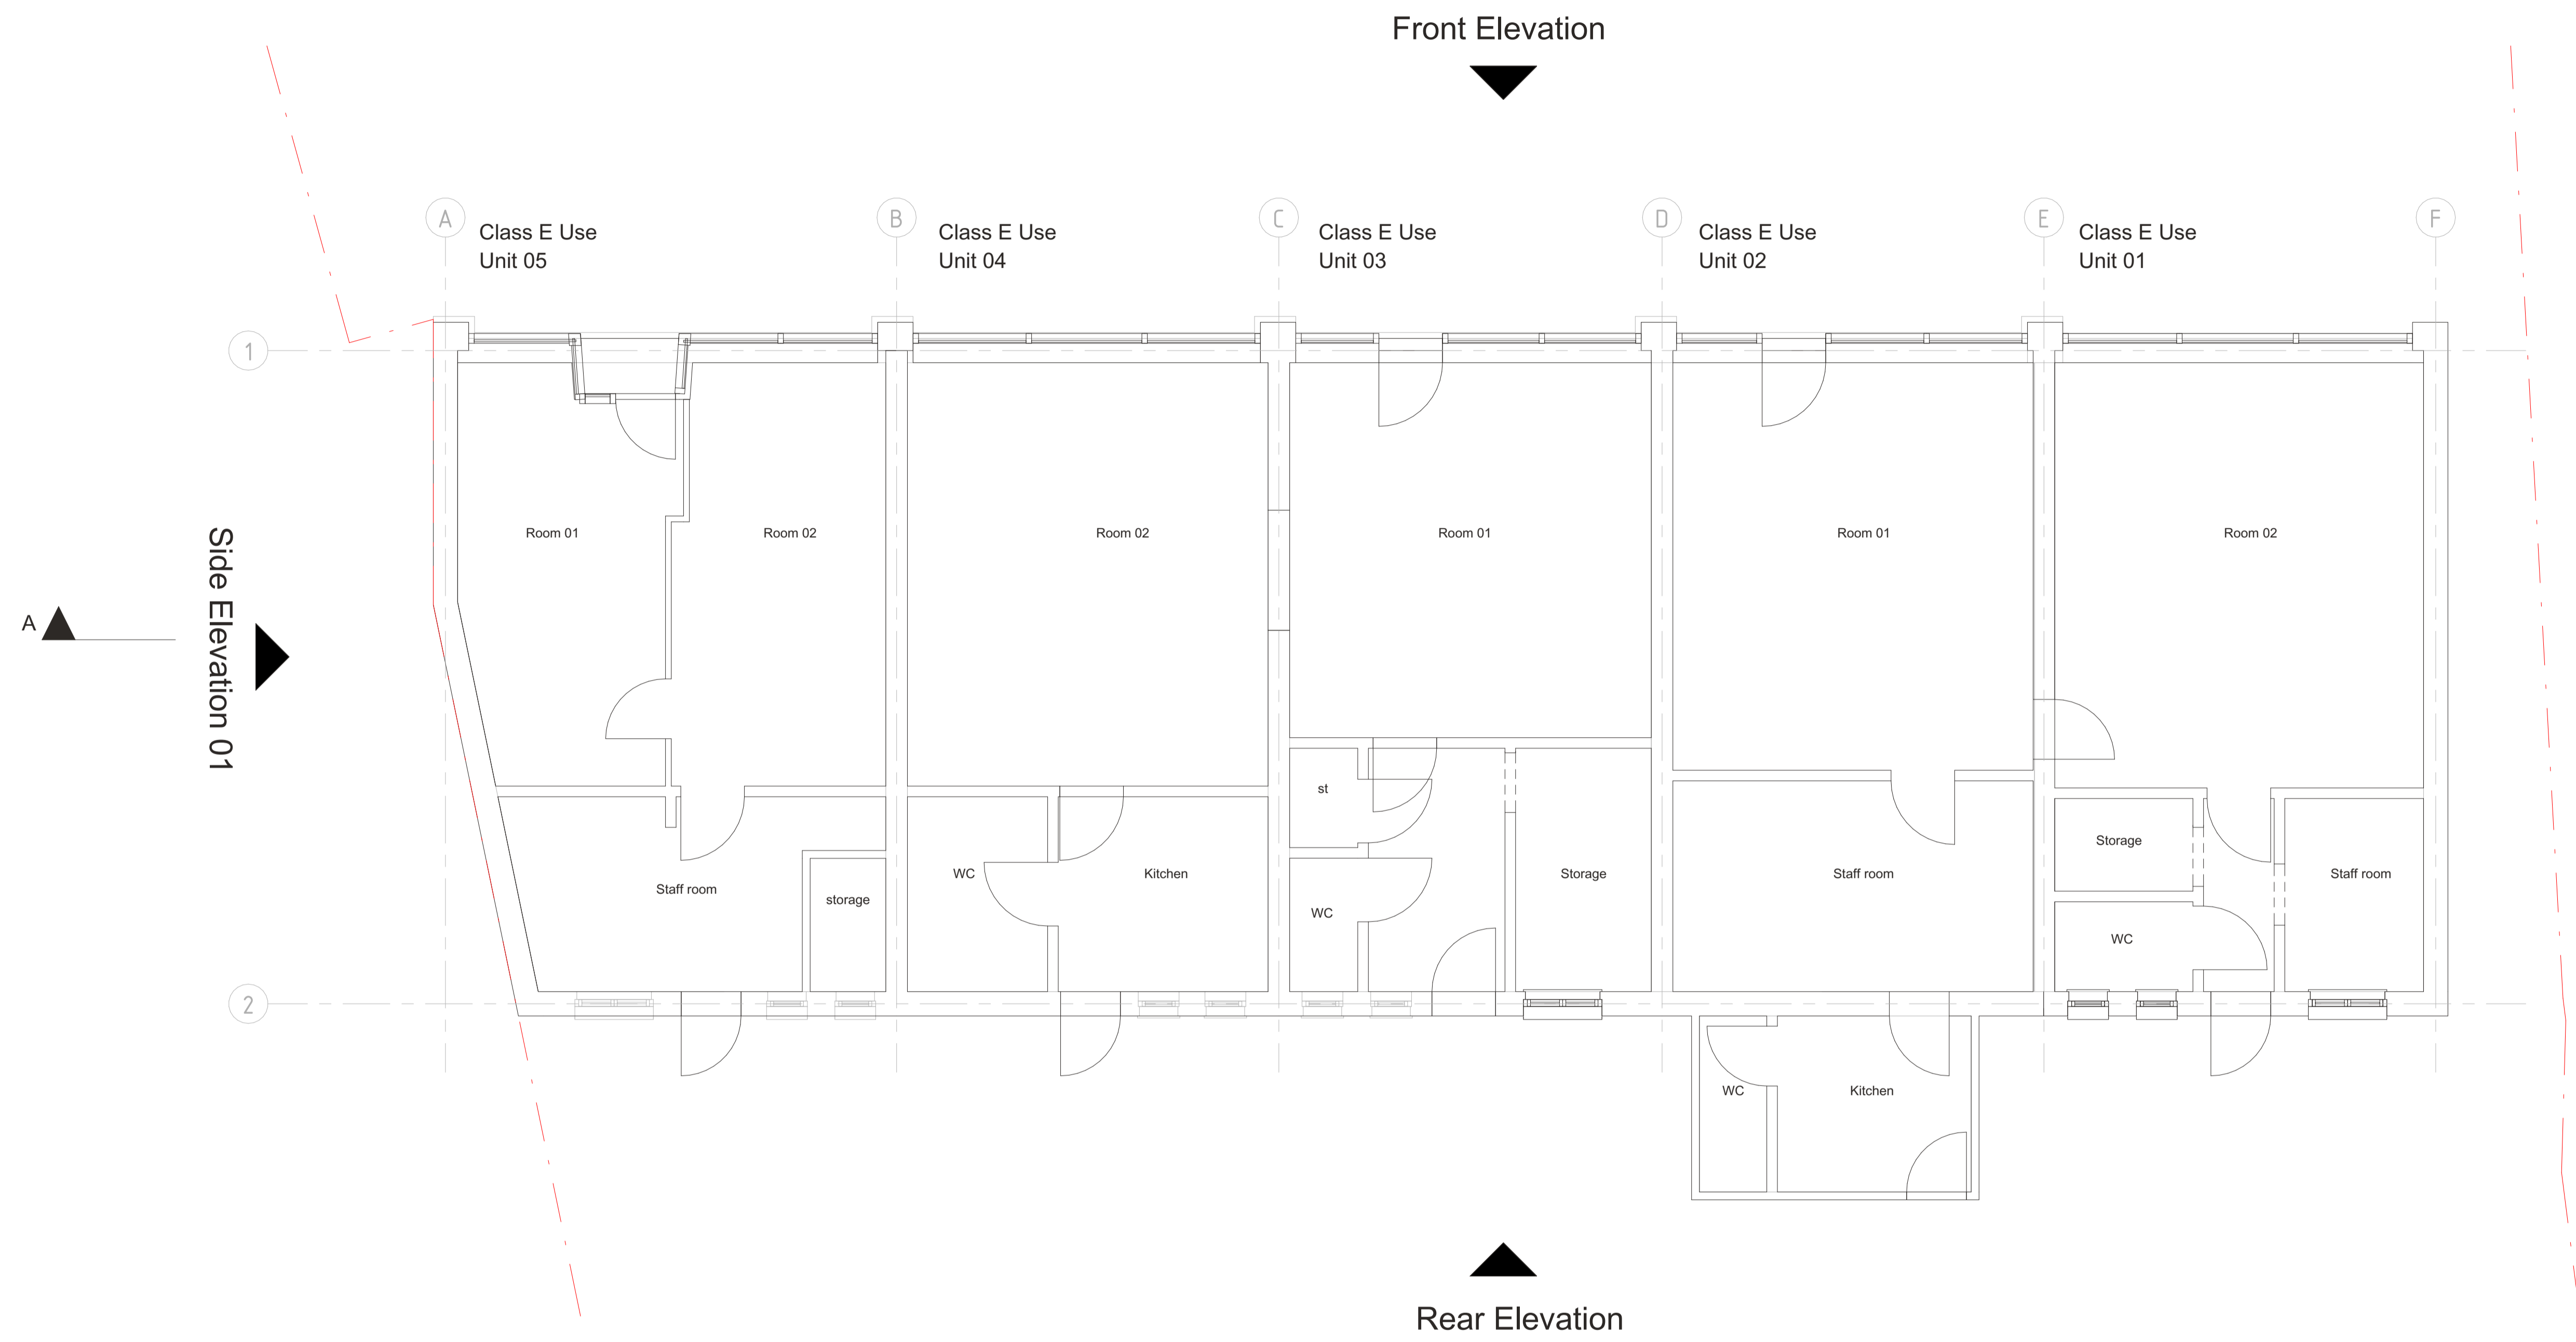 Front Elevation
A
B
C
D
E
F
Class E Use
Unit 05
Class E Use
Unit 04
Class E Use
Unit 03
Class E Use
Unit 02
Class E Use
Unit 01
1
Room 01
Room 02
Room 02
Room 01
Room 01
Room 02
Side Elevation 01
A
st
Storage
Staff room
storage
WC
Kitchen
WC
Storage
Staff room
WC
Staff room
2
WC
Kitchen
Rear Elevation